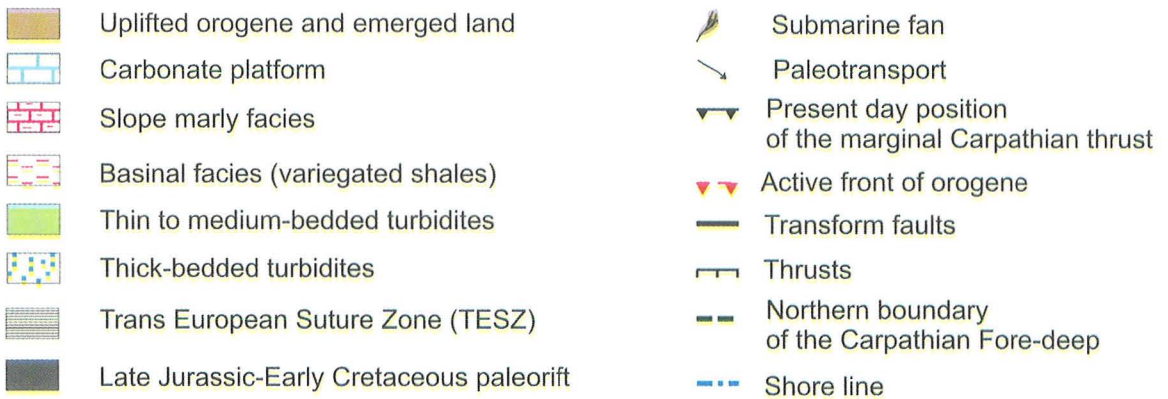 Uplifted orogene and emerged land
Carbonate platform
Slope marly facies
Basinal facies (variegated shales)
Thin to medium-bedded turbidites
Thick-bedded turbidites
Trans European Suture Zone (TESZ)
Late Jurassic-Early Cretaceous paleorift
Submarine fan
Paleotransport
Present day position
of the marginal Carpathian thrust
Active front of orogene
Transform faults
Thrusts
Northern boundary
of the Carpathian Fore-deep
Shore line